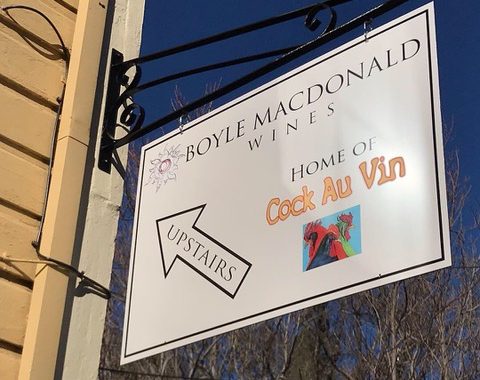 BOYLE MACDONALD
WINES
HOME OF
Cock Au Vin
UPSTAIRS